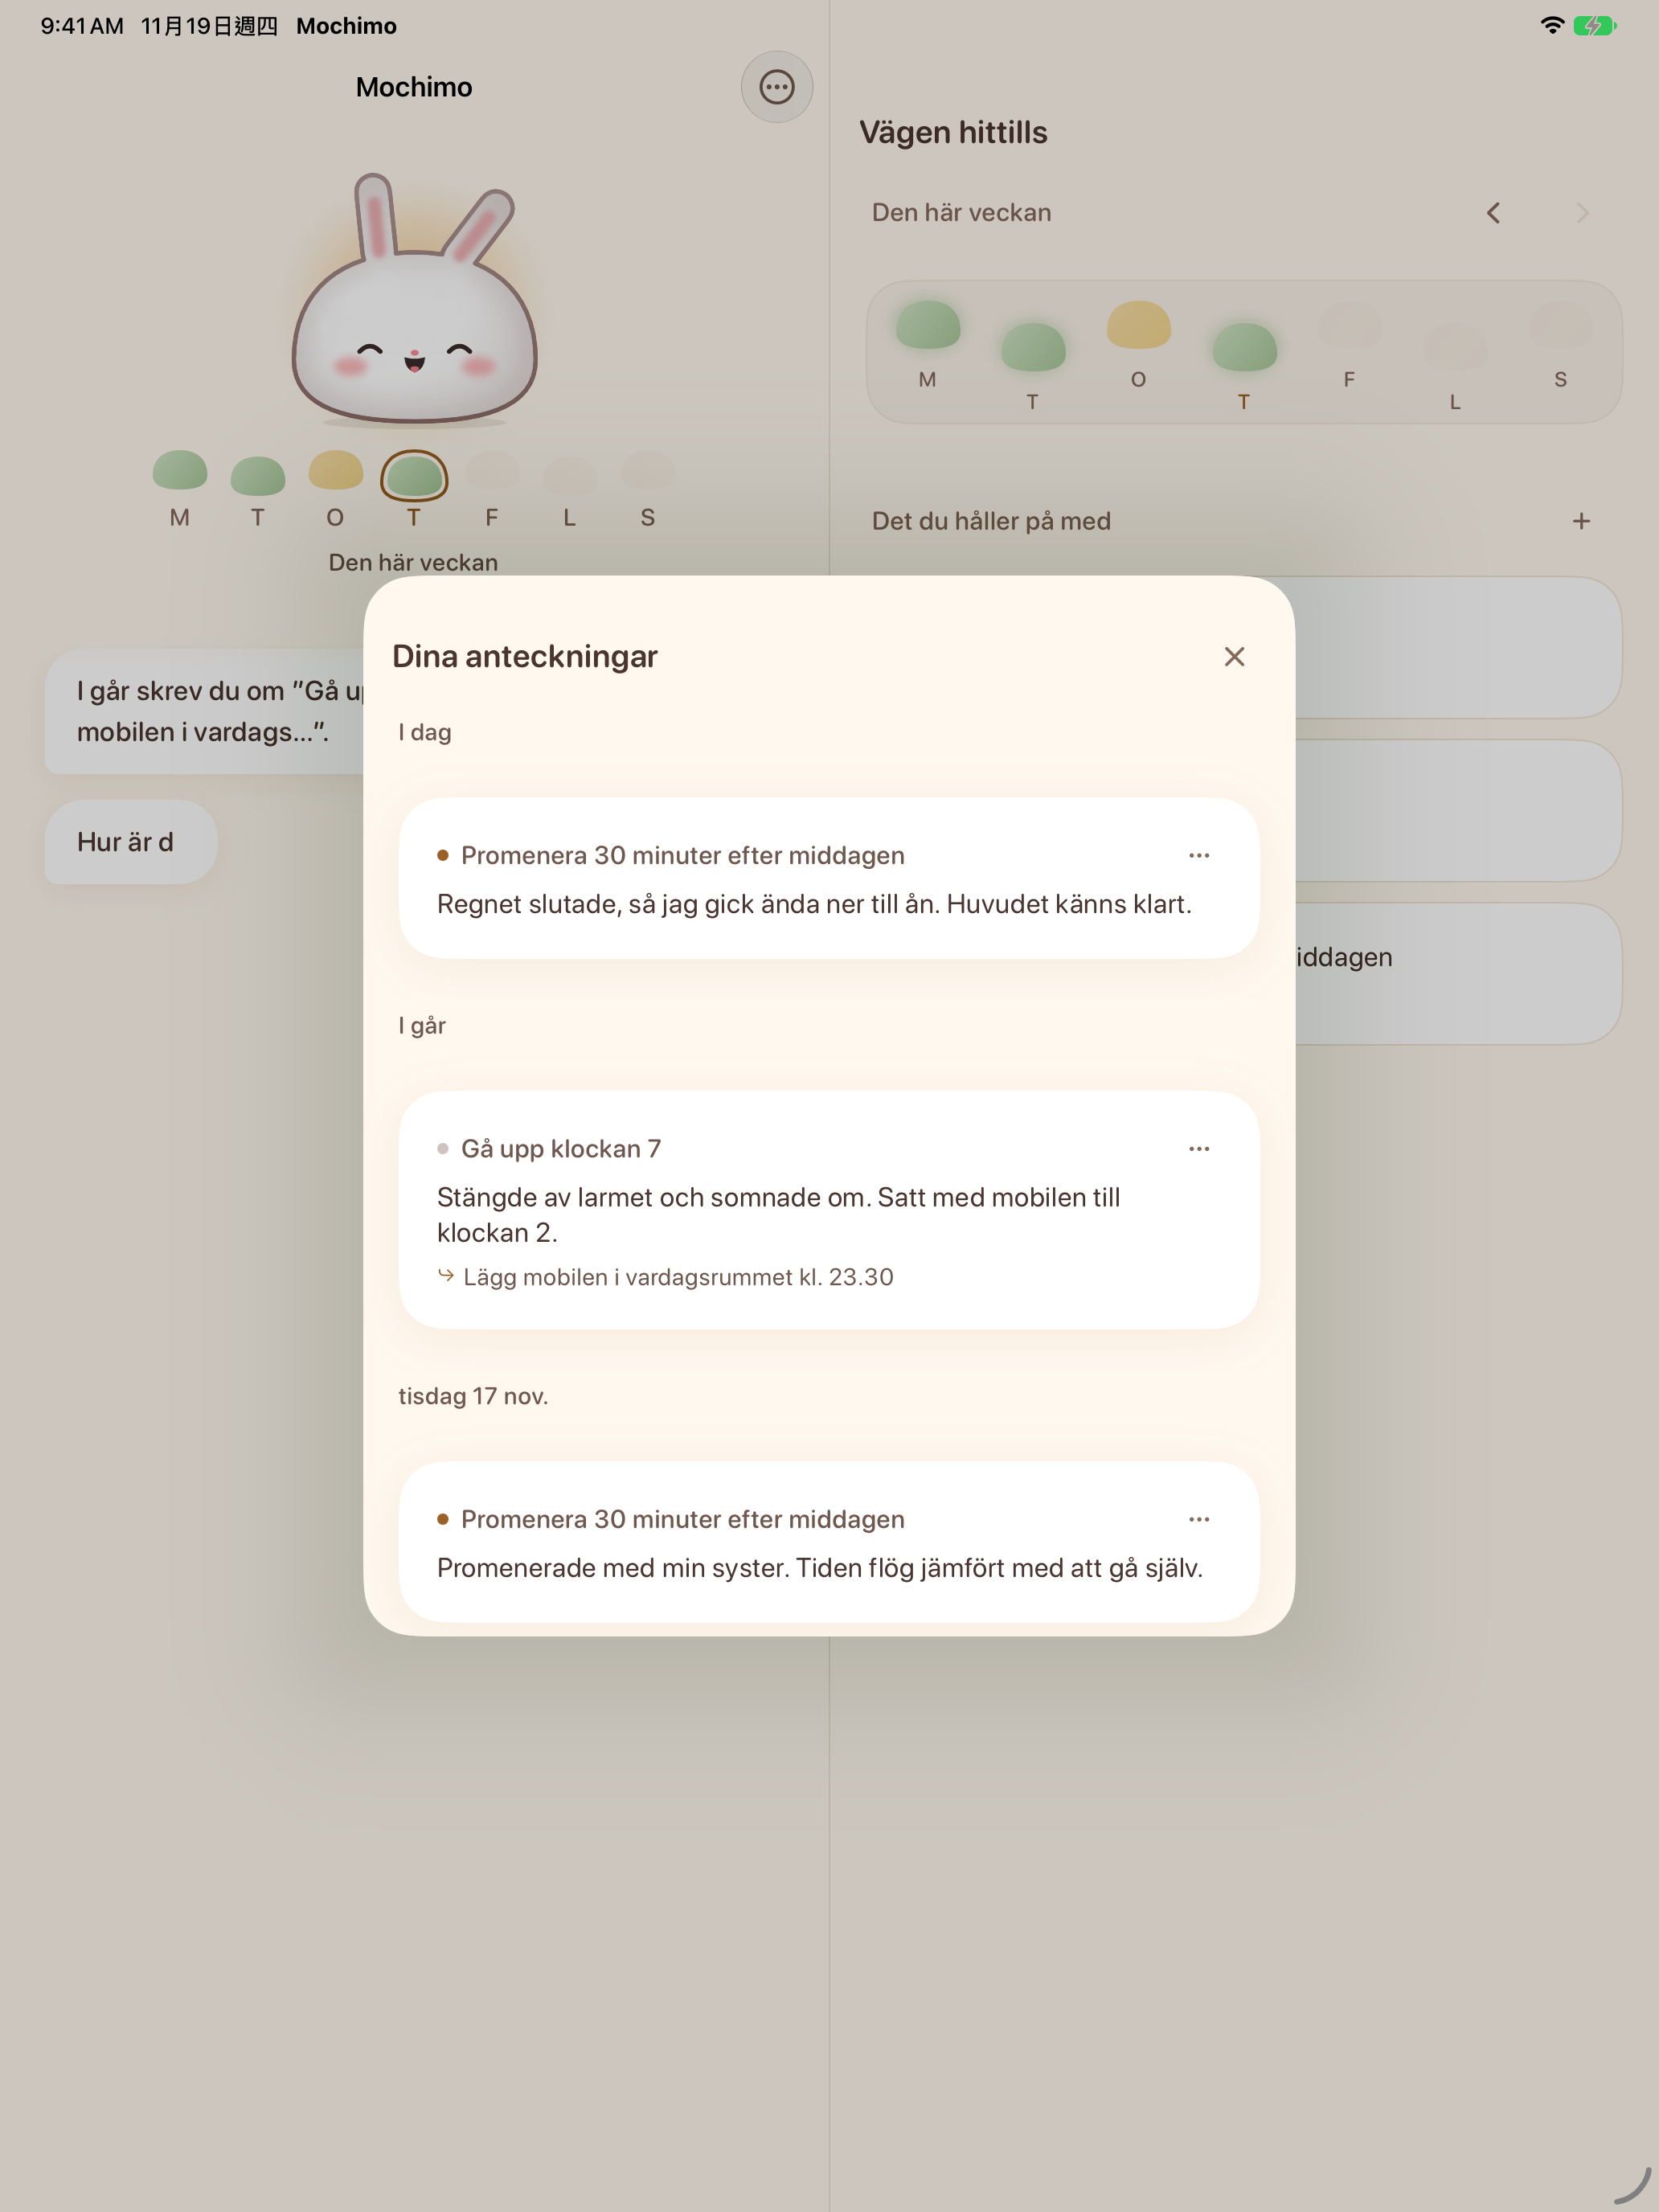 9:41 AM 11月19日週四 Mochimo
Mochimo
M
T
O
T
F
L
S
Den här veckan
I går skrev du om "Gå u
mobilen i vardags…".
Hur är d
Vägen hittills
Den här veckan
M
T
O
T
F
L
S
Det du håller på med
iddagen
Dina anteckningar
I dag
Promenera 30 minuter efter middagen
Regnet slutade, så jag gick ända ner till ån. Huvudet känns klart.
I går
Gå upp klockan 7
Stängde av larmet och somnade om. Satt med mobilen till
klockan 2.
Lägg mobilen i vardagsrummet kl. 23.30
tisdag 17 nov.
Promenera 30 minuter efter middagen
Promenerade med min syster. Tiden flög jämfört med att gå själv.